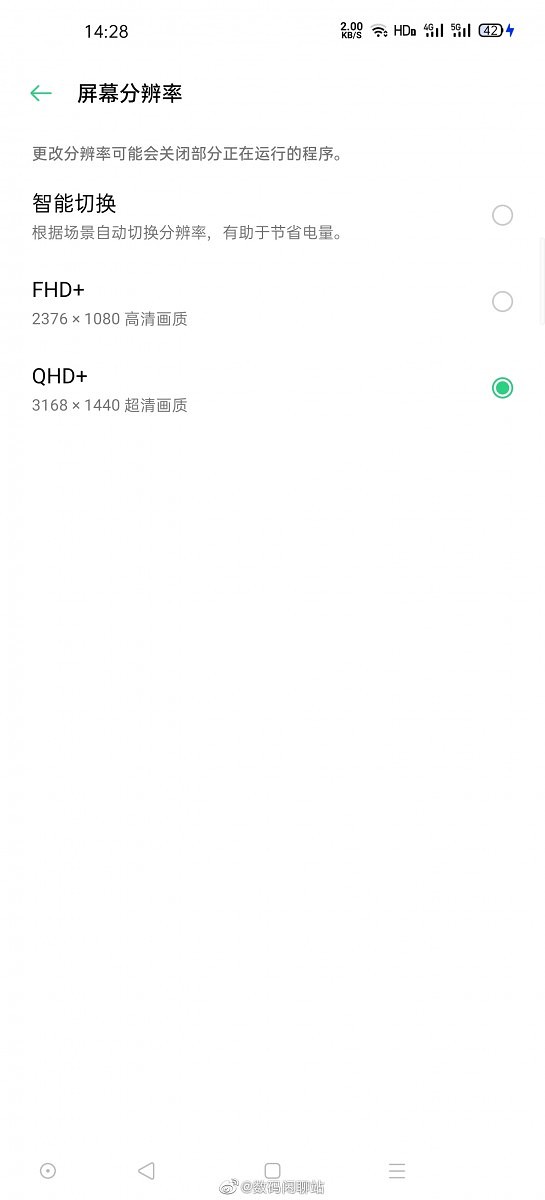 14:28
2.00 KB/S HD 4G 5G 42
屏幕分辨率
更改分辨率可能会关闭部分正在运行的程序。
智能切换
根据场景自动切换分辨率，有助于节省电量。
FHD+
2376 × 1080 高清画质
QHD+
3168 × 1440 超清画质
@数码闲聊站